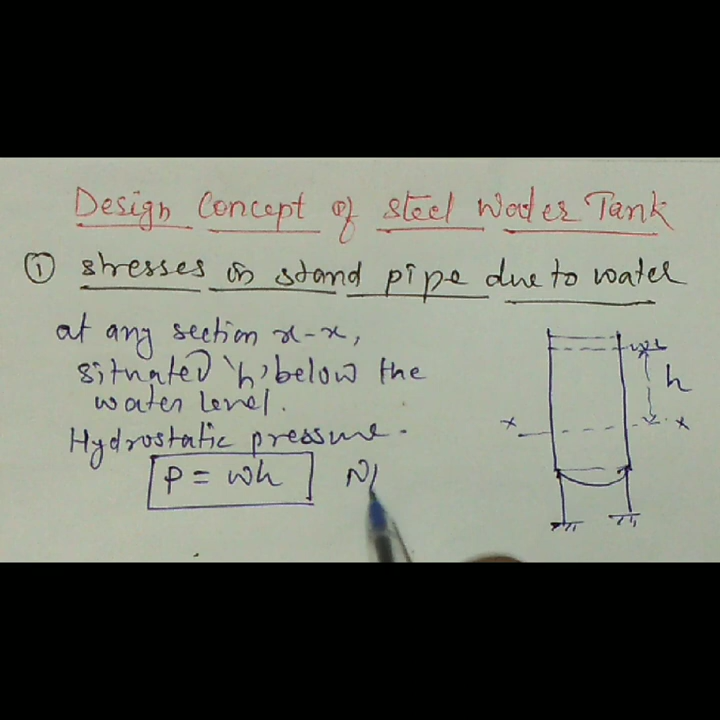 Design Concept of Steel Water Tank
① stresses in stand pipe due to water
at any section x-x,
situated 'h' below the
water level.
Hydrostatic pressure.
P = wh N/
w.L
h
x x